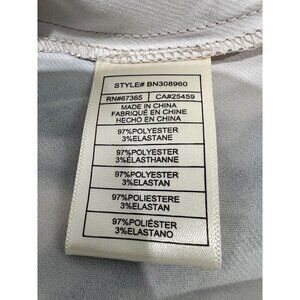 STYLE# BN308960
RN#67365 CA#25459
MADE IN CHINA
FABRIQUÉ EN CHINE
HECHO EN CHINA
97%POLYESTER
3%ELASTANE
97%POLYESTER
3%ELASTHANNE
97%POLYESTER
3%ELASTAN
97%POLIESTERE
3%ELASTAN
97%POLIÉSTER
3%ELASTANO